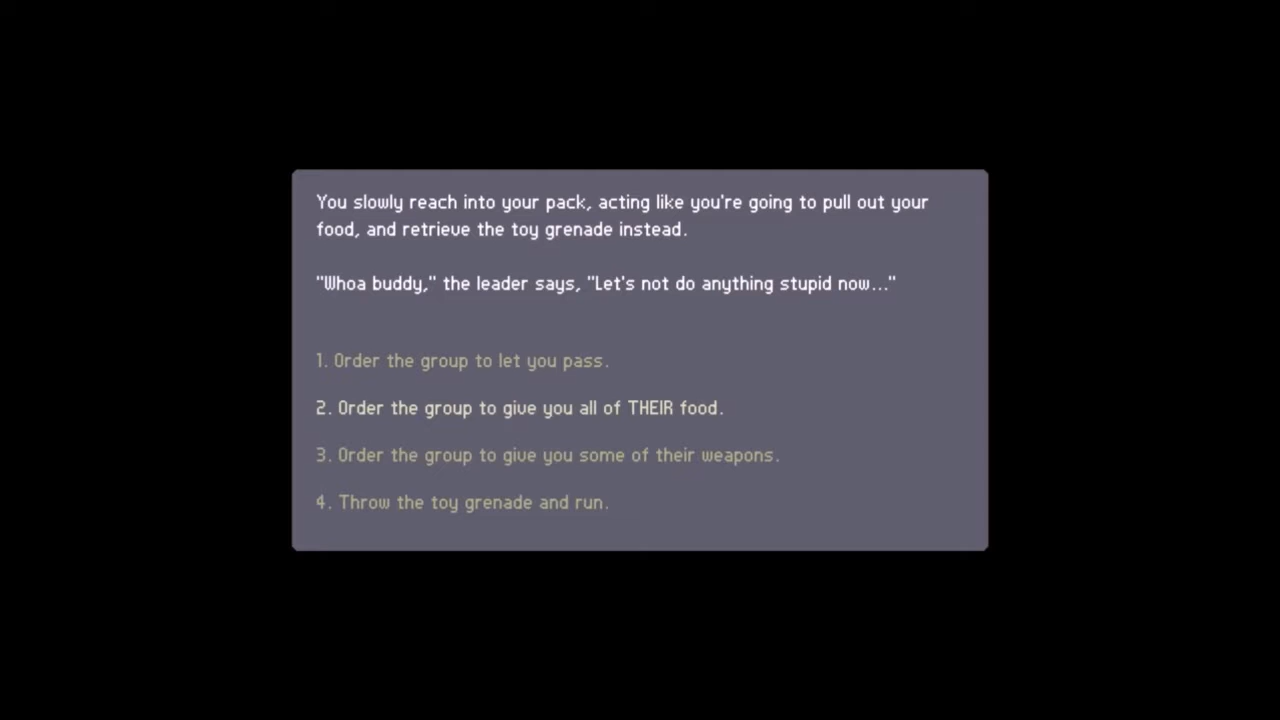 You slowly reach into your pack, acting like you're going to pull out your
food, and retrieve the toy grenade instead.
"Whoa buddy," the leader says, "Let's not do anything stupid now..."
1. Order the group to let you pass.
2. Order the group to give you all of THEIR food.
3. Order the group to give you some of their weapons.
4. Throw the toy grenade and run.